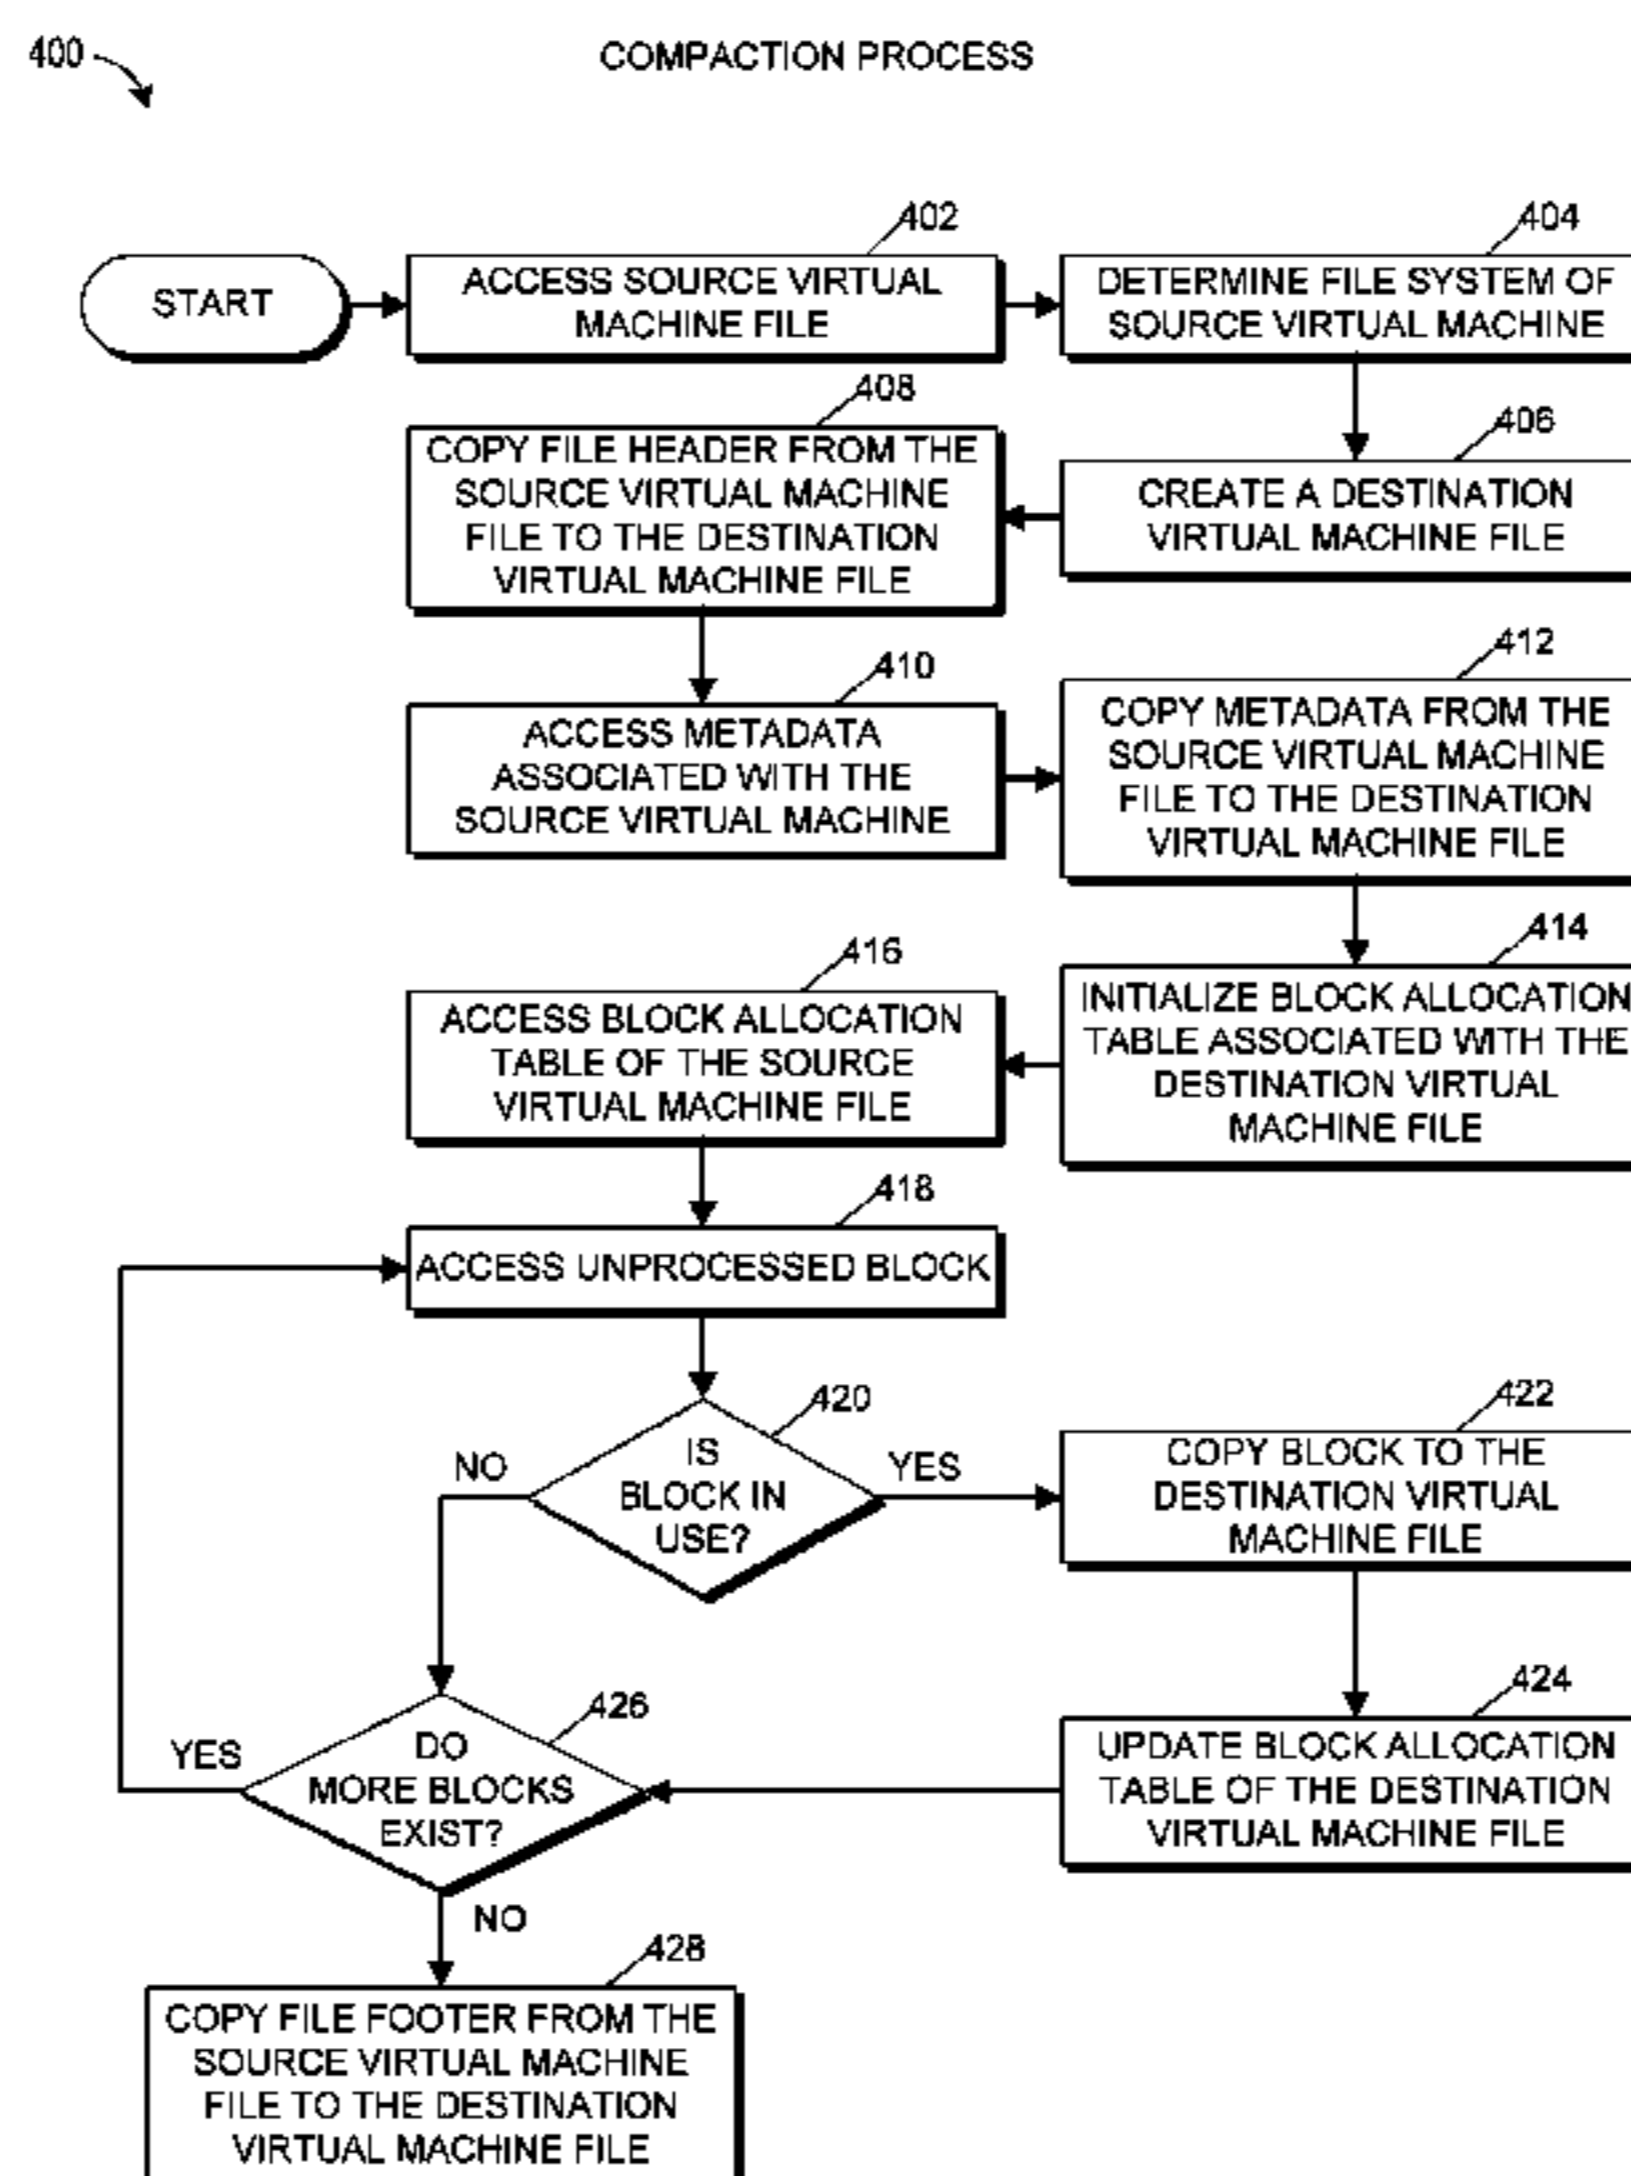 400
COMPACTION PROCESS
START
402
ACCESS SOURCE VIRTUAL
MACHINE FILE
404
DETERMINE FILE SYSTEM OF
SOURCE VIRTUAL MACHINE
406
CREATE A DESTINATION
VIRTUAL MACHINE FILE
408
COPY FILE HEADER FROM THE
SOURCE VIRTUAL MACHINE
FILE TO THE DESTINATION
VIRTUAL MACHINE FILE
410
ACCESS METADATA
ASSOCIATED WITH THE
SOURCE VIRTUAL MACHINE
412
COPY METADATA FROM THE
SOURCE VIRTUAL MACHINE
FILE TO THE DESTINATION
VIRTUAL MACHINE FILE
414
INITIALIZE BLOCK ALLOCATION
TABLE ASSOCIATED WITH THE
DESTINATION VIRTUAL
MACHINE FILE
416
ACCESS BLOCK ALLOCATION
TABLE OF THE SOURCE
VIRTUAL MACHINE FILE
418
ACCESS UNPROCESSED BLOCK
420
IS
BLOCK IN
USE?
NO
YES
422
COPY BLOCK TO THE
DESTINATION VIRTUAL
MACHINE FILE
424
UPDATE BLOCK ALLOCATION
TABLE OF THE DESTINATION
VIRTUAL MACHINE FILE
426
DO
MORE BLOCKS
EXIST?
YES
NO
428
COPY FILE FOOTER FROM THE
SOURCE VIRTUAL MACHINE
FILE TO THE DESTINATION
VIRTUAL MACHINE FILE